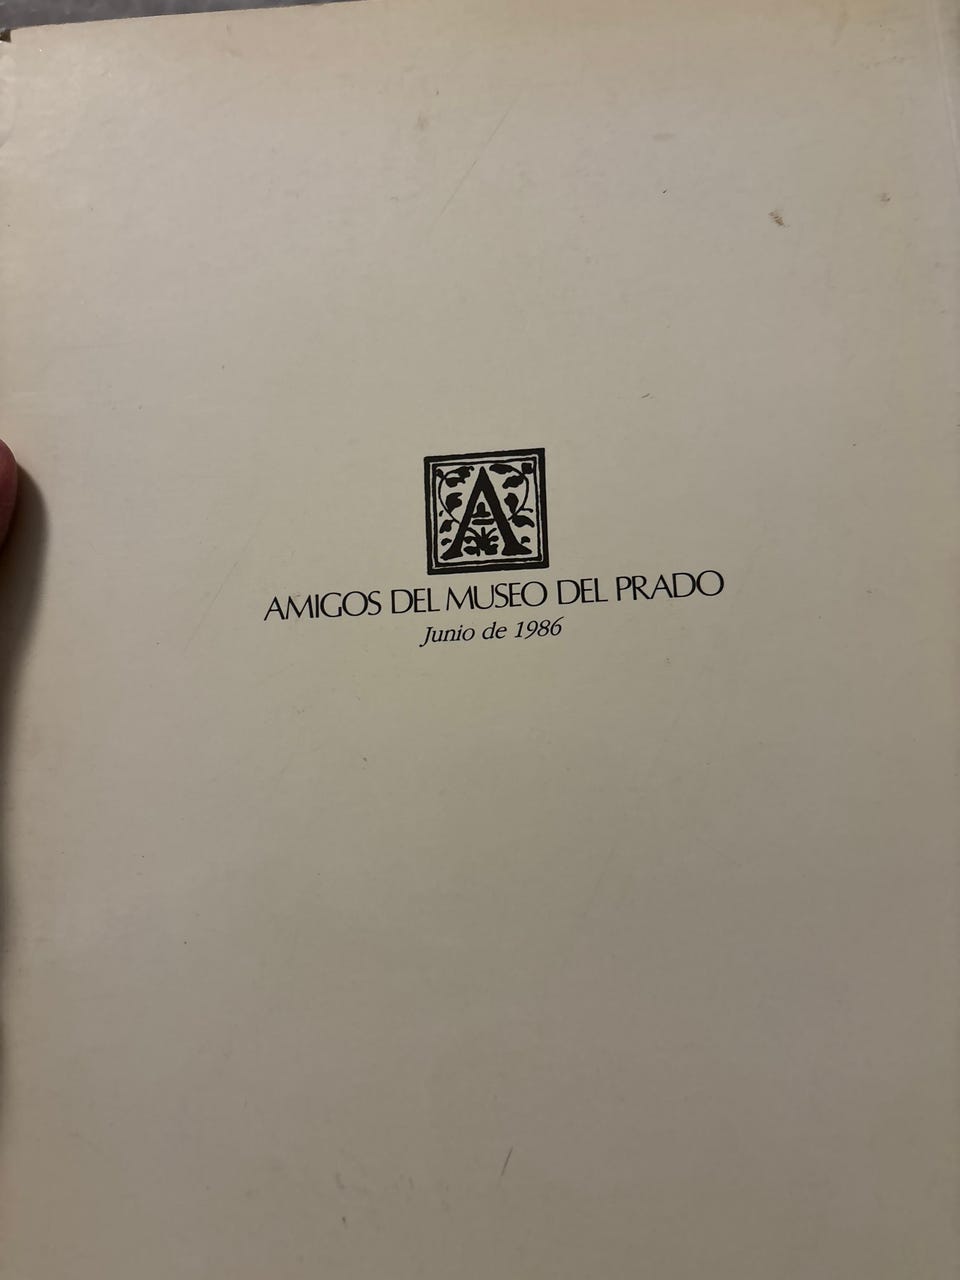 A
AMIGOS DEL MUSEO DEL PRADO
Junio de 1986